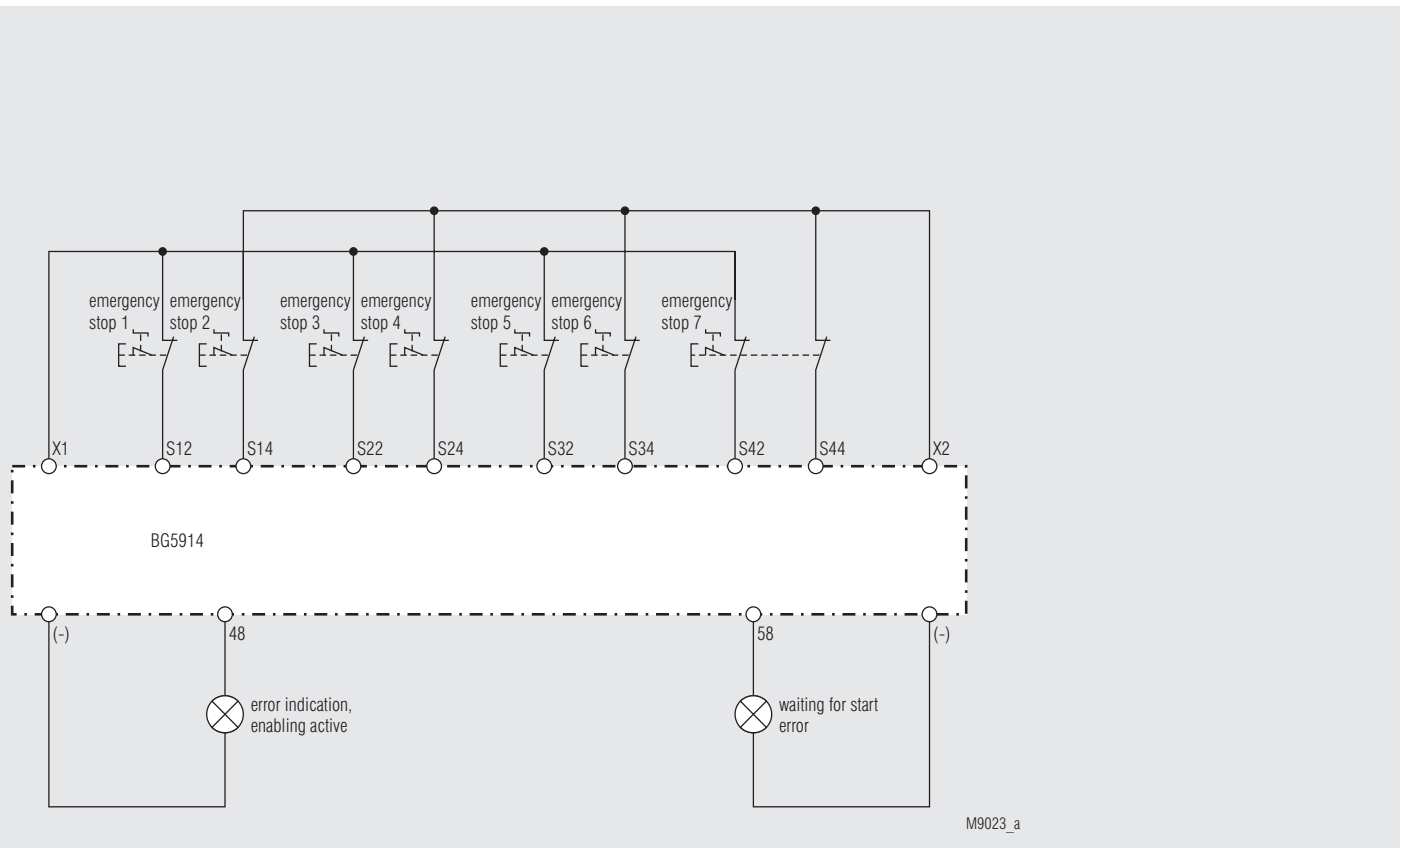 emergency
stop 1
emergency
stop 2
emergency
stop 3
emergency
stop 4
emergency
stop 5
emergency
stop 6
emergency
stop 7
X1
S12
S14
S22
S24
S32
S34
S42
S44
X2
BG5914
(-)
48
58
(-)
error indication,
enabling active
waiting for start
error
M9023_a